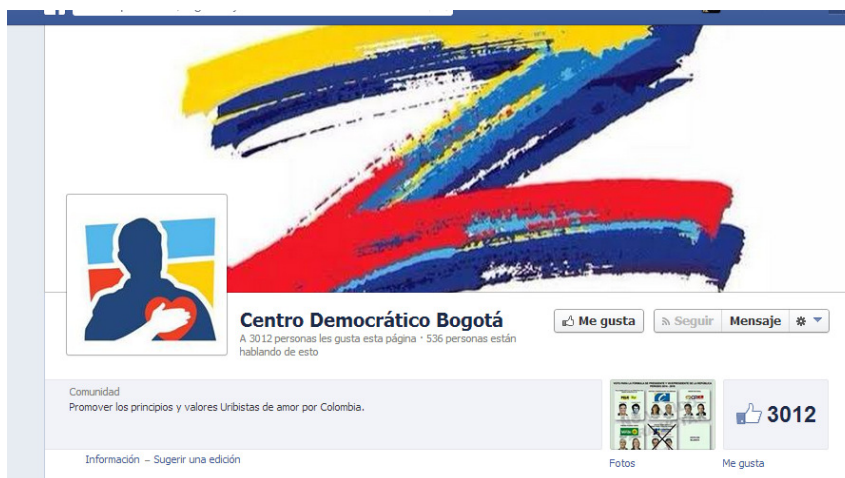 Centro Democrático Bogotá
A 3012 personas les gusta esta página · 536 personas están
hablando de esto
Me gusta
Seguir
Mensaje
Comunidad
Promover los principios y valores Uribistas de amor por Colombia.
3012
Información – Sugerir una edición
Fotos
Me gusta